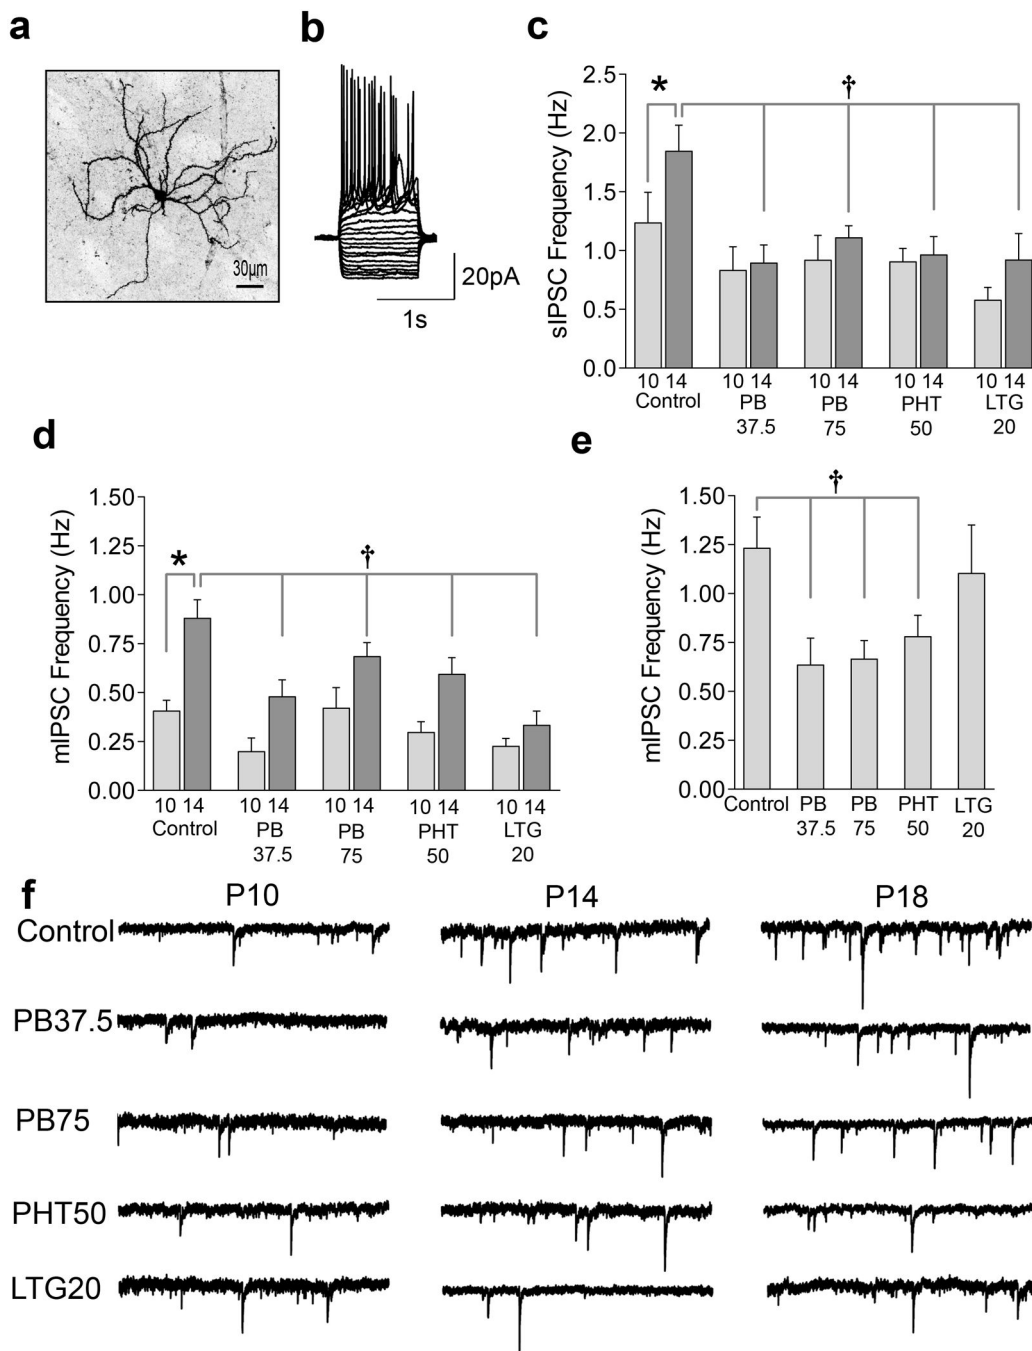 a
30µm
b
20pA
1s
c
sIPSC Frequency (Hz)
2.5
2.0
1.5
1.0
0.5
0.0
*
†
10 14 10 14 10 14 10 14 10 14
Control PB PB PHT LTG
37.5 75 50 20
d
mIPSC Frequency (Hz)
1.50
1.25
1.00
0.75
0.50
0.25
0.00
*
†
10 14 10 14 10 14 10 14 10 14
Control PB PB PHT LTG
37.5 75 50 20
e
mIPSC Frequency (Hz)
1.50
1.25
1.00
0.75
0.50
0.25
0.00
†
Control PB PB PHT LTG
37.5 75 50 20
f
P10 P14 P18
Control
PB37.5
PB75
PHT50
LTG20